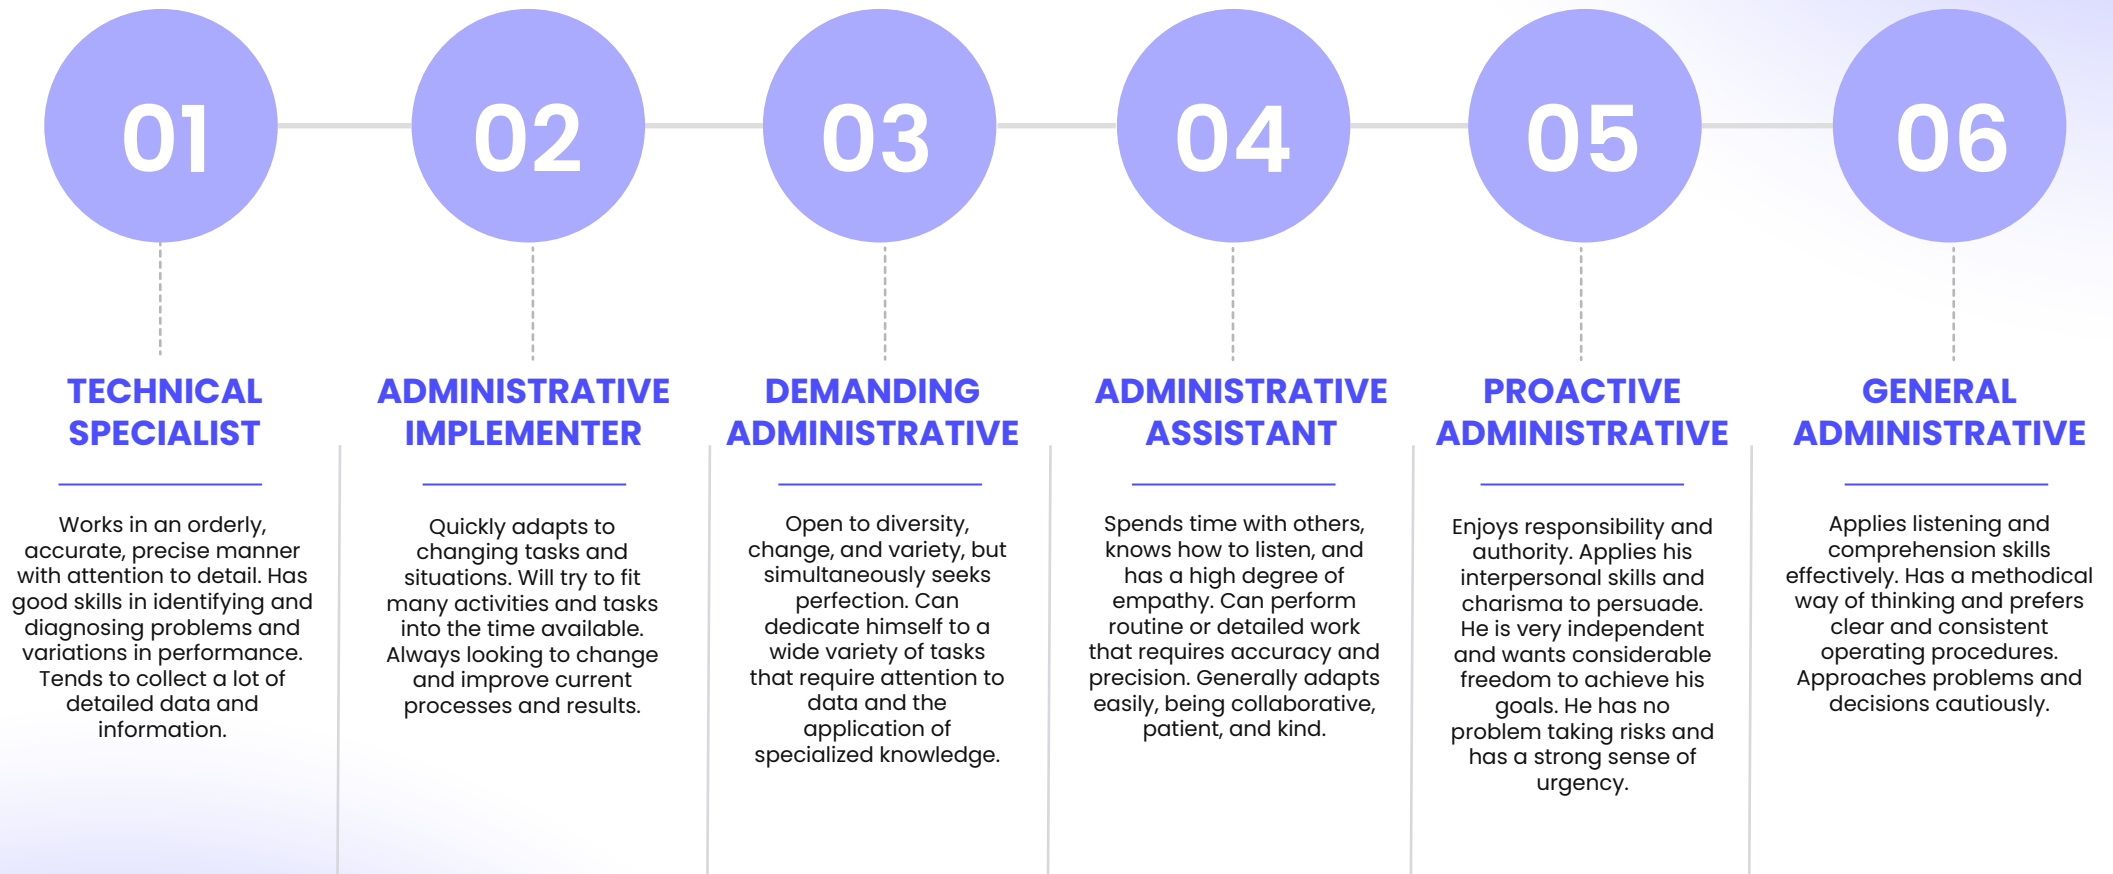 01
02
03
04
05
06
TECHNICAL
SPECIALIST
Works in an orderly,
accurate, precise manner
with attention to detail. Has
good skills in identifying and
diagnosing problems and
variations in performance.
Tends to collect a lot of
detailed data and
information.
ADMINISTRATIVE
IMPLEMENTER
Quickly adapts to
changing tasks and
situations. Will try to fit
many activities and tasks
into the time available.
Always looking to change
and improve current
processes and results.
DEMANDING
ADMINISTRATIVE
Open to diversity,
change, and variety, but
simultaneously seeks
perfection. Can
dedicate himself to a
wide variety of tasks
that require attention to
data and the
application of
specialized knowledge.
ADMINISTRATIVE
ASSISTANT
Spends time with others,
knows how to listen, and
has a high degree of
empathy. Can perform
routine or detailed work
that requires accuracy and
precision. Generally adapts
easily, being collaborative,
patient, and kind.
PROACTIVE
ADMINISTRATIVE
Enjoys responsibility and
authority. Applies his
interpersonal skills and
charisma to persuade.
He is very independent
and wants considerable
freedom to achieve his
goals. He has no
problem taking risks and
has a strong sense of
urgency.
GENERAL
ADMINISTRATIVE
Applies listening and
comprehension skills
effectively. Has a methodical
way of thinking and prefers
clear and consistent
operating procedures.
Approaches problems and
decisions cautiously.